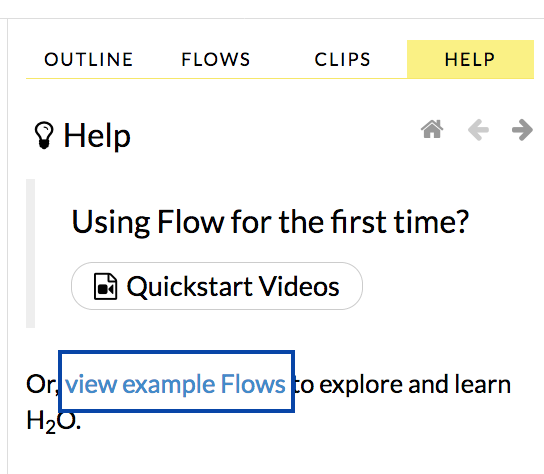 OUTLINE FLOWS CLIPS HELP
Help
Using Flow for the first time?
Quickstart Videos
Or, view example Flows to explore and learn
H₂O.